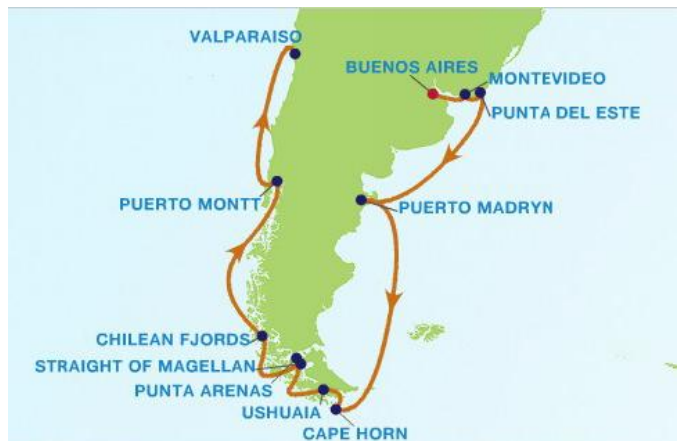 VALPARAISO
BUENOS AIRES
MONTEVIDEO
PUNTA DEL ESTE
PUERTO MONTT
PUERTO MADRYN
CHILEAN FJORDS
STRAIGHT OF MAGELLAN
PUNTA ARENAS
USHUAIA
CAPE HORN